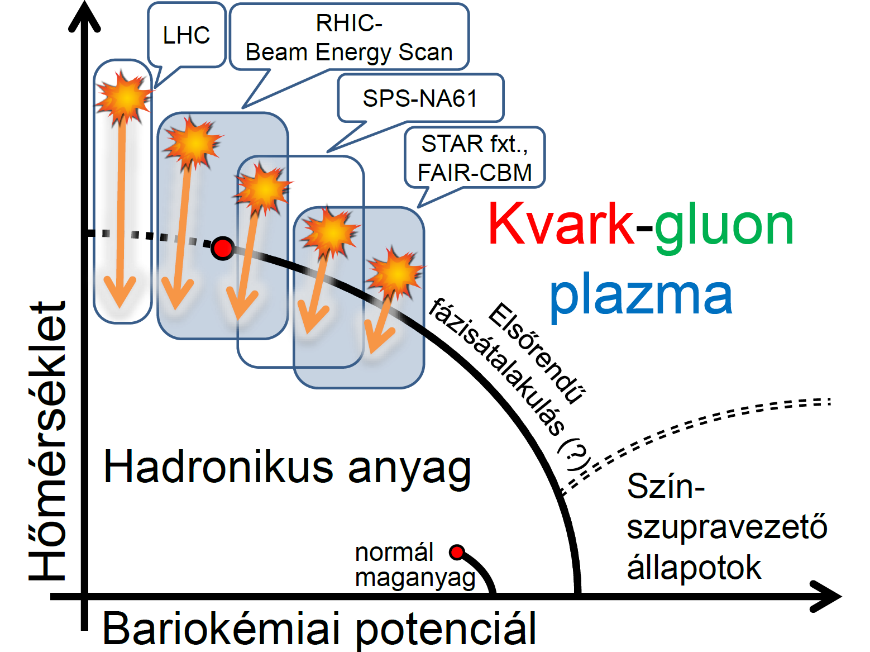 LHC
RHIC-
Beam Energy Scan
SPS-NA61
STAR fxt.,
FAIR-CBM
Kvark-gluon
plazma
Elsőrendű
fázisátalakulás (?)
Hőmérséklet
Hadronikus anyag
Szín-
szupravezető
állapotok
normál
maganyag
Bariokémiai potenciál